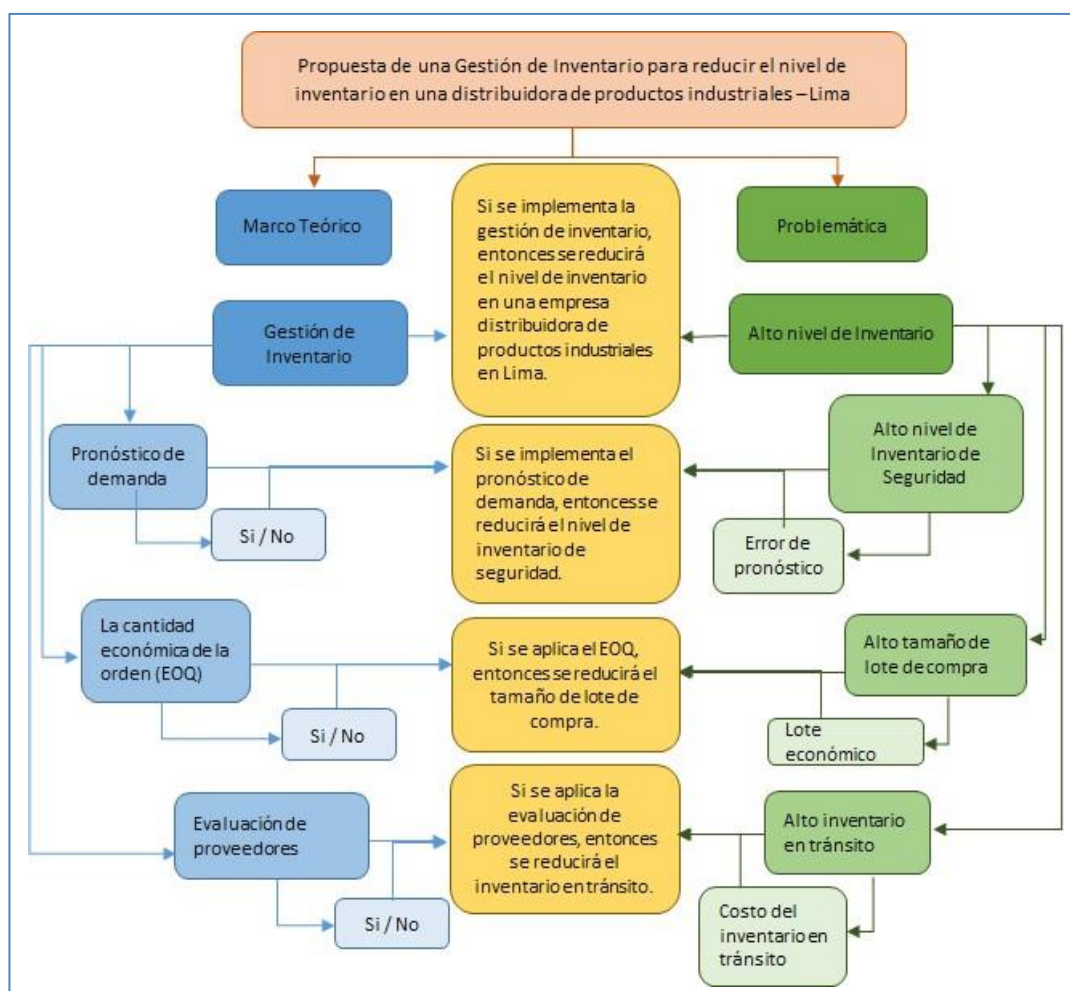 Propuesta de una Gestión de Inventario para reducir el nivel de
inventario en una distribuidora de productos industriales – Lima
Marco Teórico
Si se implementa la
gestión de inventario,
entonces se reducirá
el nivel de inventario
en una empresa
distribuidora de
productos industriales
en Lima.
Problemática
Gestión de
Inventario
Alto nivel de Inventario
Pronóstico de
demanda
Si / No
Si se implementa el
pronóstico de
demanda, entonces se
reducirá el nivel de
inventario de
seguridad.
Alto nivel de
Inventario de
Seguridad
Error de
pronóstico
La cantidad
económica de la
orden (EOQ)
Si / No
Si se aplica el EOQ,
entonces se reducirá el
tamaño de lote de
compra.
Alto tamaño de
lote de compra
Lote
económico
Evaluación de
proveedores
Si / No
Si se aplica la
evaluación de
proveedores, entonces
se reducirá el
inventario en tránsito.
Alto inventario
en tránsito
Costo del
inventario en
tránsito